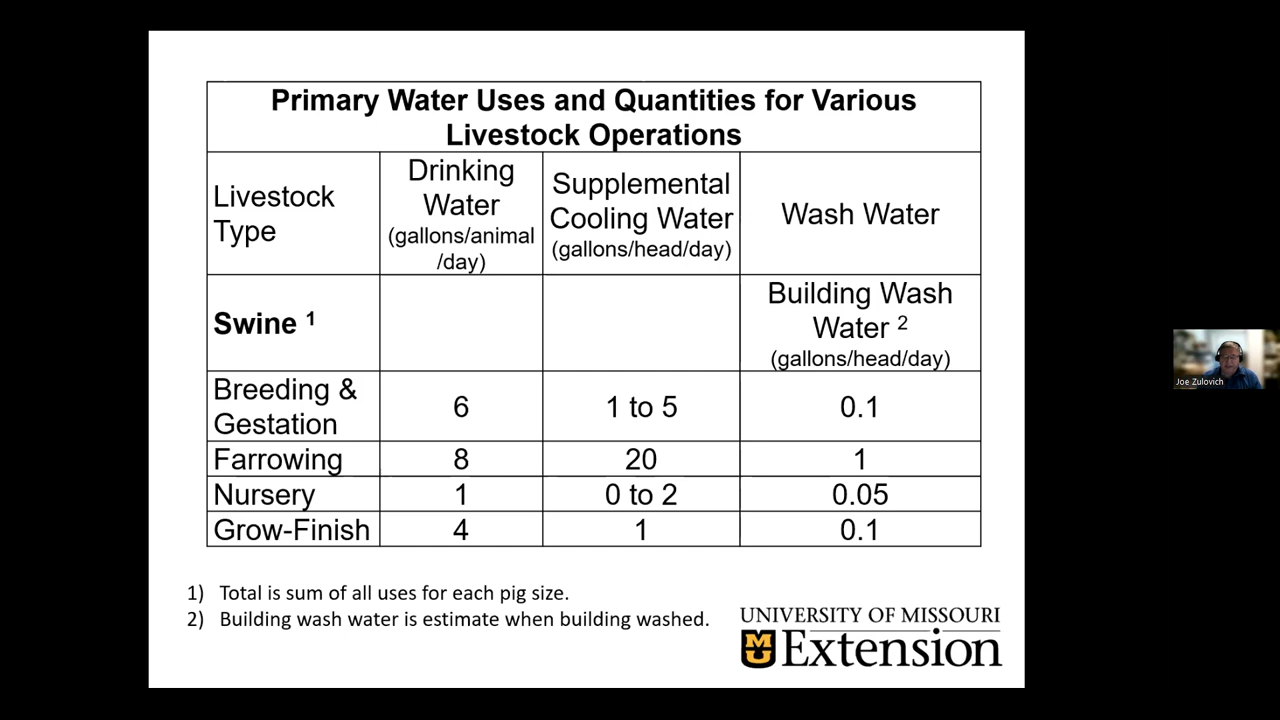 Primary Water Uses and Quantities for Various
Livestock Operations
Livestock
Type
Drinking
Water
(gallons/animal
/day)
Supplemental
Cooling Water
(gallons/head/day)
Wash Water
Swine 1
Building Wash
Water 2
(gallons/head/day)
Breeding &
Gestation
6
1 to 5
0.1
Farrowing
8
20
1
Nursery
1
0 to 2
0.05
Grow-Finish
4
1
0.1
1) Total is sum of all uses for each pig size.
2) Building wash water is estimate when building washed.
UNIVERSITY OF MISSOURI
MU Extension
Joe Zulovich